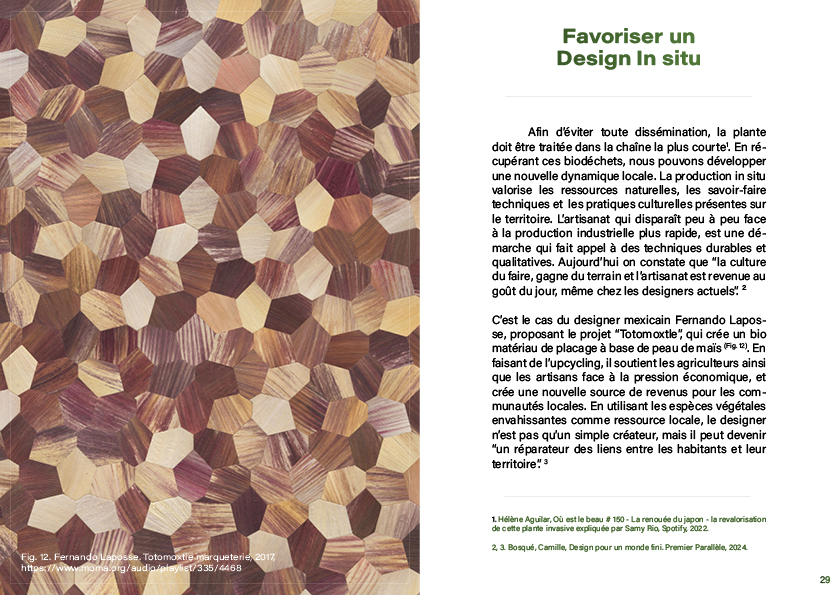 Fig. 12. Fernando Laposse. Totomoxtle marqueterie, 2017,
https://www.moma.org/audio/playlist/335/4468
Favoriser un
Design In situ
Afin d’éviter toute dissémination, la plante
doit être traitée dans la chaîne la plus courte¹. En ré-
cupérant ces biodéchets, nous pouvons développer
une nouvelle dynamique locale. La production in situ
valorise les ressources naturelles, les savoir-faire
techniques et les pratiques culturelles présentes sur
le territoire. L’artisanat qui disparaît peu à peu face
à la production industrielle plus rapide, est une dé-
marche qui fait appel à des techniques durables et
qualitatives. Aujourd’hui on constate que “la culture
du faire, gagne du terrain et l’artisanat est revenue au
goût du jour, même chez les designers actuels”. ²
C’est le cas du designer mexicain Fernando Lapos-
se, proposant le projet “Totomoxtle”, qui crée un bio
matériau de placage à base de peau de maïs (Fig. 12). En
faisant de l’upcycling, il soutient les agriculteurs ainsi
que les artisans face à la pression économique, et
crée une nouvelle source de revenus pour les com-
munautés locales. En utilisant les espèces végétales
envahissantes comme ressource locale, le designer
n’est pas qu’un simple créateur, mais il peut devenir
“un réparateur des liens entre les habitants et leur
territoire”. ³
1. Hélène Aguilar, Où est le beau # 150 - La renouée du japon - la revalorisation
de cette plante invasive expliquée par Samy Rio, Spotify, 2022.
2, 3. Bosqué, Camille, Design pour un monde fini. Premier Parallèle, 2024.
29